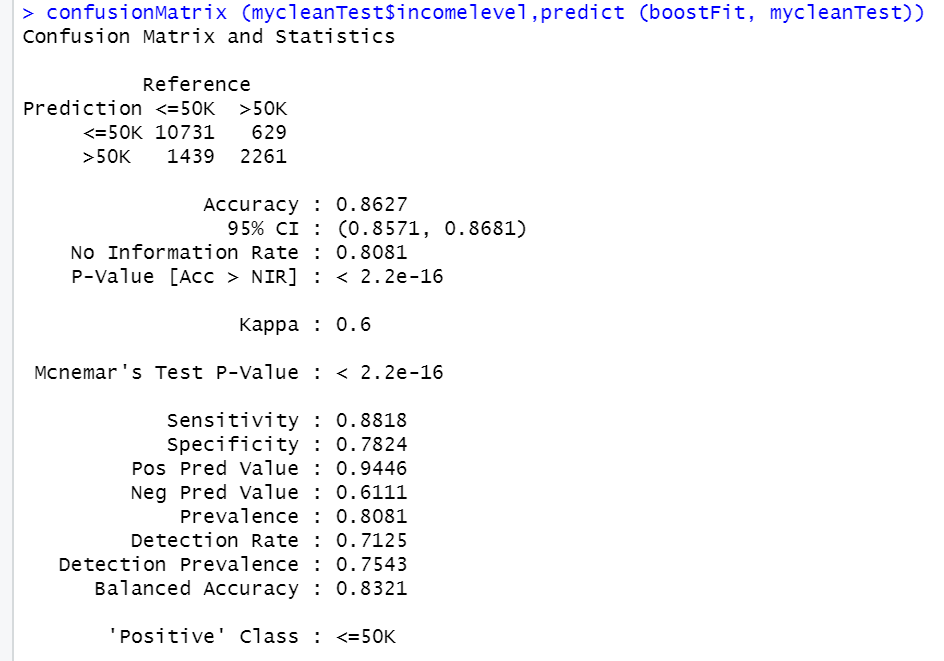 > confusionMatrix (mycleanTest$incomelevel,predict (boostFit, mycleanTest))
Confusion Matrix and Statistics
Reference
Prediction <=50K >50K
<=50K 10731 629
>50K 1439 2261
Accuracy : 0.8627
95% CI : (0.8571, 0.8681)
No Information Rate : 0.8081
P-Value [Acc > NIR] : < 2.2e-16
Kappa : 0.6
Mcnemar's Test P-Value : < 2.2e-16
Sensitivity : 0.8818
Specificity : 0.7824
Pos Pred Value : 0.9446
Neg Pred Value : 0.6111
Prevalence : 0.8081
Detection Rate : 0.7125
Detection Prevalence : 0.7543
Balanced Accuracy : 0.8321
'Positive' Class : <=50K